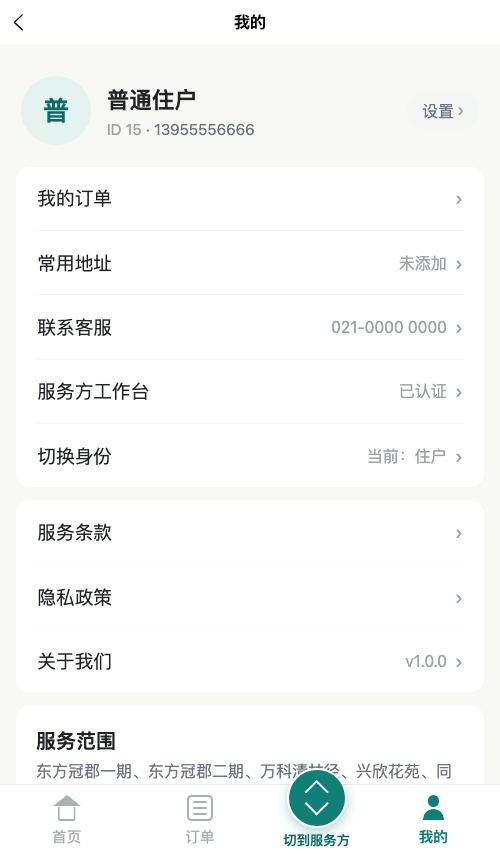 我的
普
普通住户
ID 15 · 13955556666
设置 ›
我的订单 ›
常用地址 未添加 ›
联系客服 021-0000 0000 ›
服务方工作台 已认证 ›
切换身份 当前：住户 ›
服务条款 ›
隐私政策 ›
关于我们 v1.0.0 ›
服务范围
东方冠郡一期、东方冠郡二期、万科清林径、兴欣花苑、同
首页
订单
切到服务方
我的